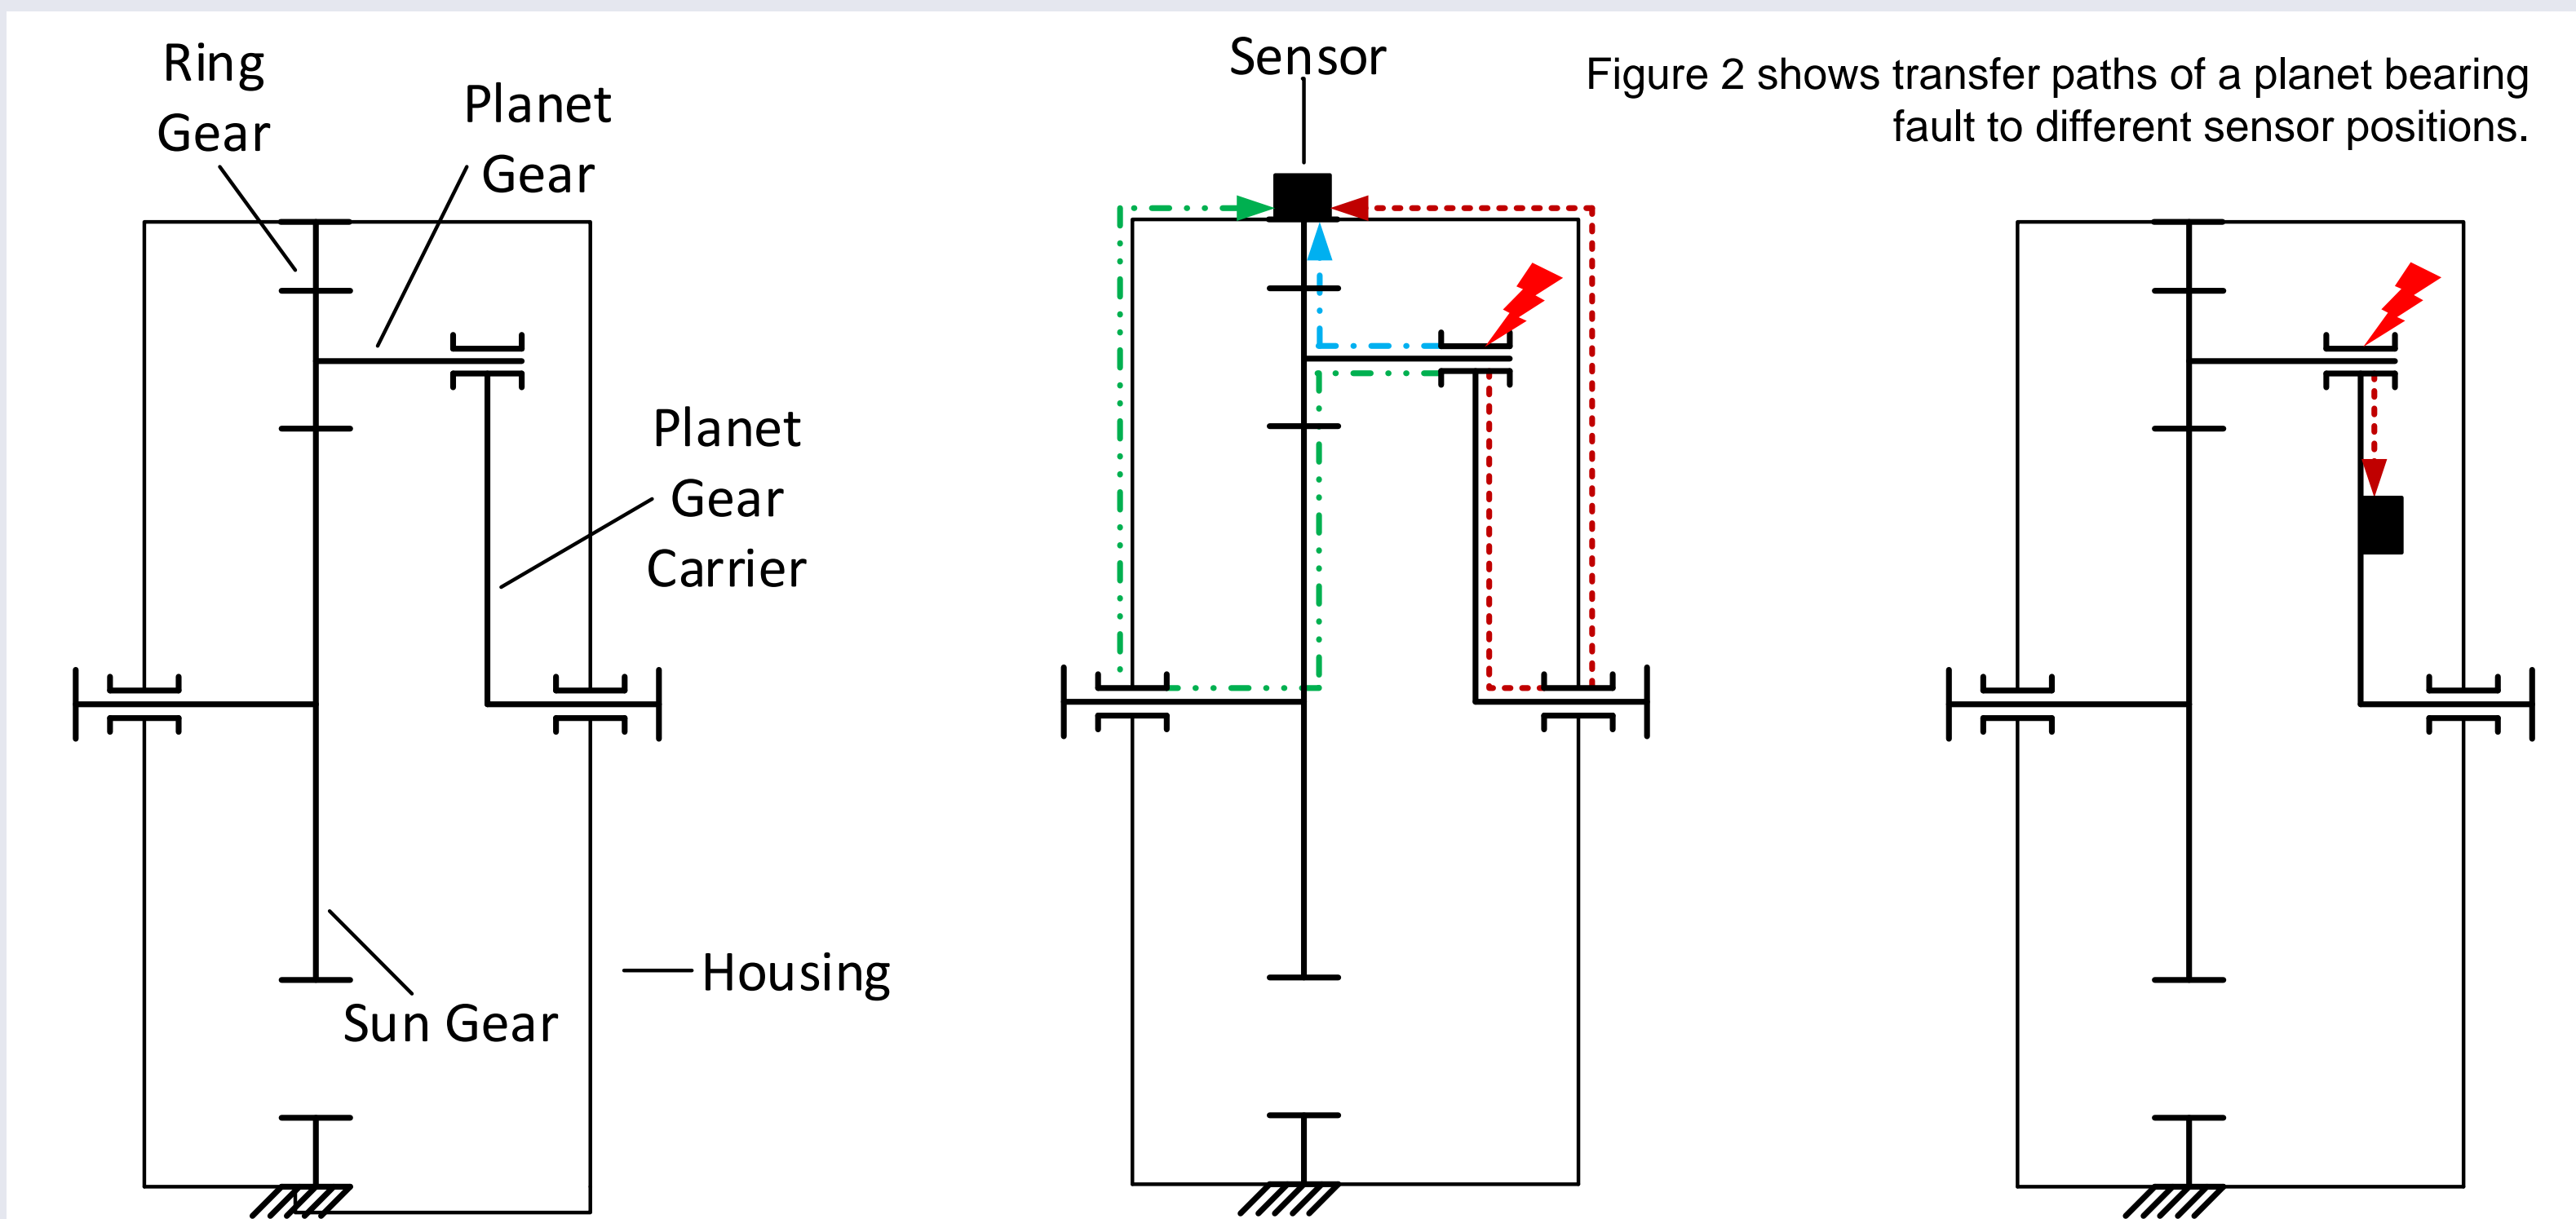 Ring
Gear
Planet
Gear
Planet
Gear
Carrier
Sun Gear
Housing
Sensor
Figure 2 shows transfer paths of a planet bearing
fault to different sensor positions.